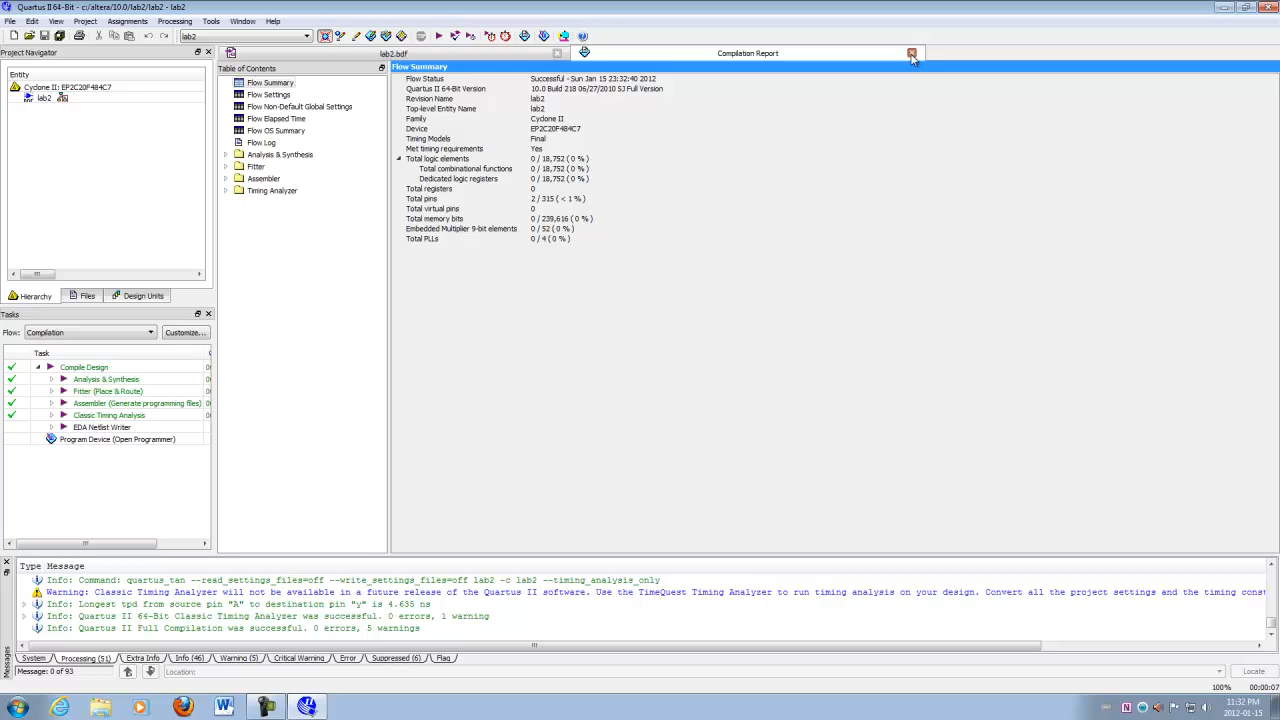 Quartus II 64-Bit - c:/altera/10.0/lab2/lab2 - lab2
File Edit View Project Assignments Processing Tools Window Help
lab2
Project Navigator
lab2.bdf
Compilation Report
Entity
Cyclone II: EP2C20F484C7
lab2
Hierarchy Files Design Units
Table of Contents
Flow Summary
Flow Settings
Flow Non-Default Global Settings
Flow Elapsed Time
Flow OS Summary
Flow Log
Analysis & Synthesis
Fitter
Assembler
Timing Analyzer
Flow Summary
Flow Status Successful - Sun Jan 15 23:32:40 2012
Quartus II 64-Bit Version 10.0 Build 218 06/27/2010 SJ Full Version
Revision Name lab2
Top-level Entity Name lab2
Family Cyclone II
Device EP2C20F484C7
Timing Models Final
Met timing requirements Yes
Total logic elements 0 / 18,752 ( 0 % )
Total combinational functions 0 / 18,752 ( 0 % )
Dedicated logic registers 0 / 18,752 ( 0 % )
Total registers 0
Total pins 2 / 315 ( < 1 % )
Total virtual pins 0
Total memory bits 0 / 239,616 ( 0 % )
Embedded Multiplier 9-bit elements 0 / 52 ( 0 % )
Total PLLs 0 / 4 ( 0 % )
Tasks
Flow: Compilation Customize...
Task
Compile Design
Analysis & Synthesis
Fitter (Place & Route)
Assembler (Generate programming files)
Classic Timing Analysis
EDA Netlist Writer
Program Device (Open Programmer)
Type Message
Info: Command: quartus_tan --read_settings_files=off --write_settings_files=off lab2 -c lab2 --timing_analysis_only
Warning: Classic Timing Analyzer will not be available in a future release of the Quartus II software. Use the TimeQuest Timing Analyzer to run timing analysis on your design. Convert all the project settings and the timing const
Info: Longest tpd from source pin "A" to destination pin "y" is 4.635 ns
Info: Quartus II 64-Bit Classic Timing Analyzer was successful. 0 errors, 1 warning
Info: Quartus II Full Compilation was successful. 0 errors, 5 warnings
System Processing (51) Extra Info Info (46) Warning (5) Critical Warning Error Suppressed (6) Flag
Messages
Message: 0 of 93 Location: Locate
100% 00:00:07
11:32 PM
2012-01-15